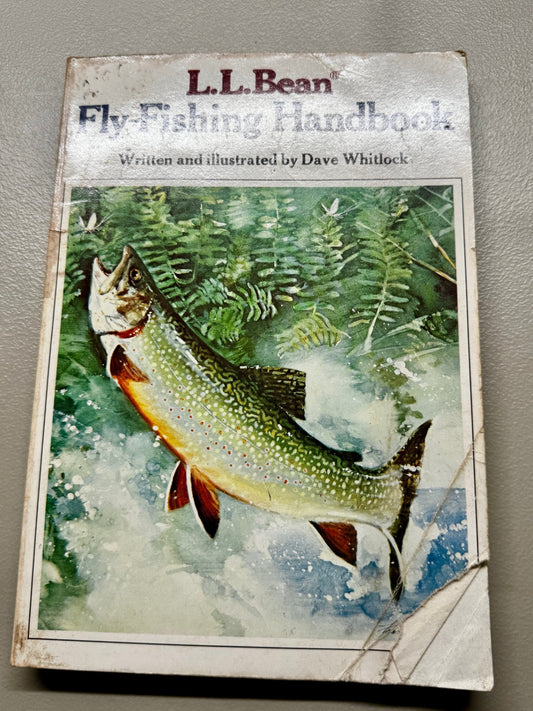 L.L.Bean®
Fly-Fishing Handbook
Written and illustrated by Dave Whitlock